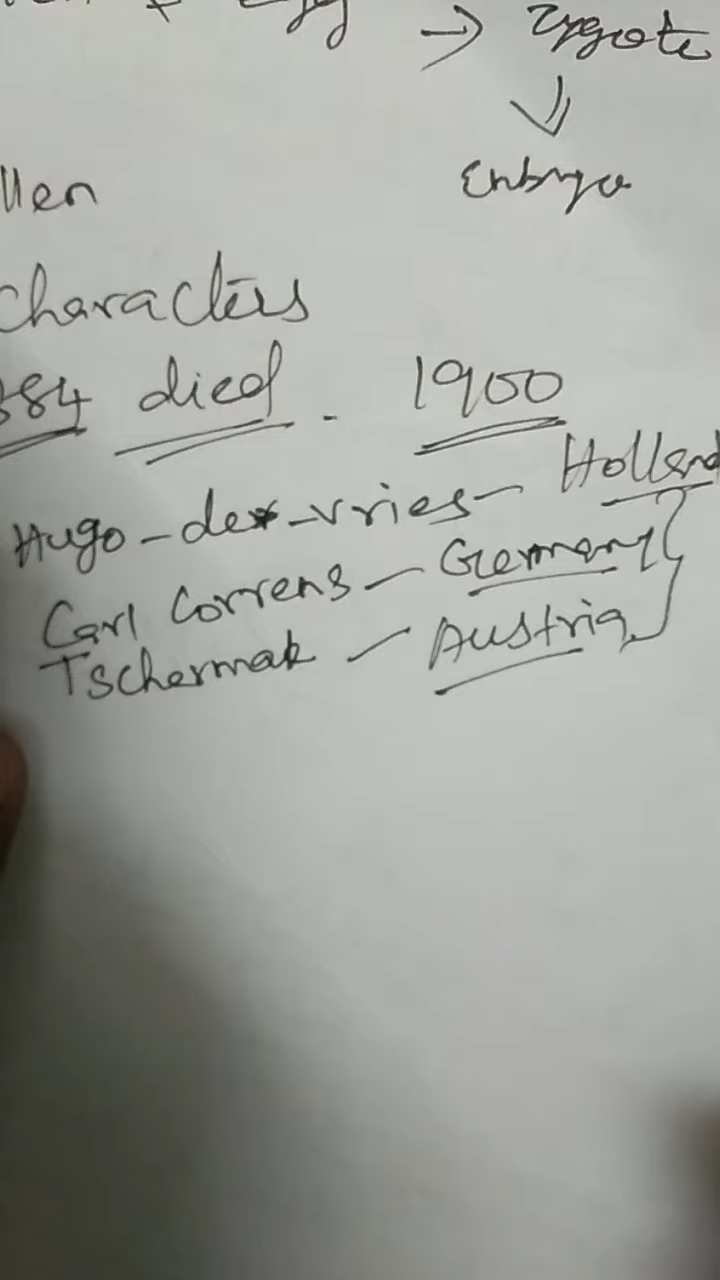 → Zygote
Embryo
llen
characters
384 died. 1900
Hugo-de-vries- Holland
Carl Correns - Germany
Tschermak - Austria